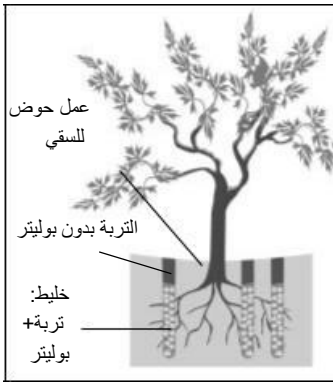 عمل حوض
للسقي
التربة بدون بوليتر
خليط:
تربة+
بوليتر